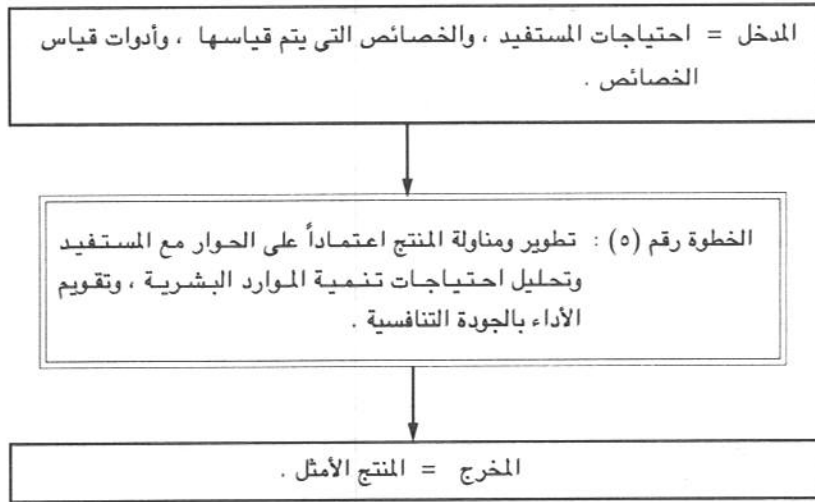 المدخل = احتياجات المستفيد ، والخصائص التى يتم قياسها ، وأدوات قياس
الخصائص .
الخطوة رقم (٥) : تطوير ومناولة المنتج اعتماداً على الحوار مع المستفيد
وتحليل احتياجات تنمية الموارد البشرية ، وتقويم
الأداء بالجودة التنافسية .
المخرج = المنتج الأمثل .